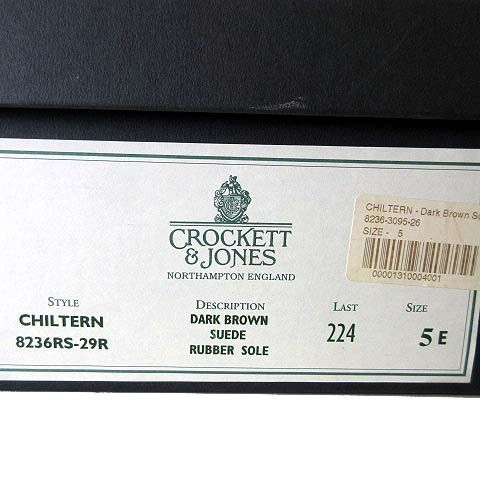 CROCKETT
& JONES
NORTHAMPTON ENGLAND
CHILTERN - Dark Brown Su
8236-3095-26
SIZE - 5
00001310004001
STYLE
CHILTERN
8236RS-29R
DESCRIPTION
DARK BROWN
SUEDE
RUBBER SOLE
LAST
224
SIZE
5 E